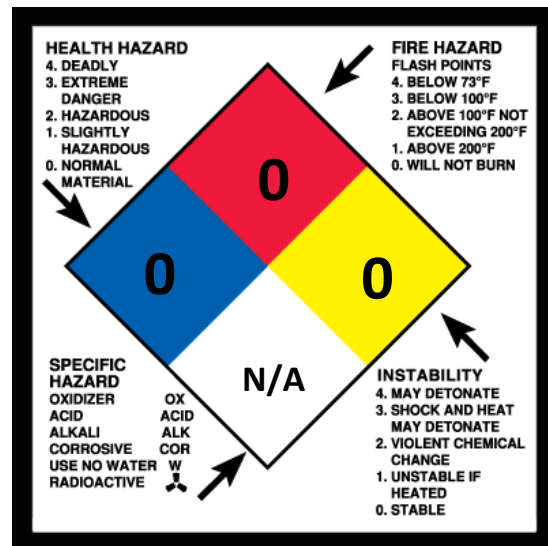 HEALTH HAZARD
4. DEADLY
3. EXTREME
DANGER
2. HAZARDOUS
1. SLIGHTLY
HAZARDOUS
0. NORMAL
MATERIAL
FIRE HAZARD
FLASH POINTS
4. BELOW 73°F
3. BELOW 100°F
2. ABOVE 100°F NOT
EXCEEDING 200°F
1. ABOVE 200°F
0. WILL NOT BURN
0
0
0
N/A
SPECIFIC
HAZARD
OXIDIZER OX
ACID ACID
ALKALI ALK
CORROSIVE COR
USE NO WATER W
RADIOACTIVE
INSTABILITY
4. MAY DETONATE
3. SHOCK AND HEAT
MAY DETONATE
2. VIOLENT CHEMICAL
CHANGE
1. UNSTABLE IF
HEATED
0. STABLE